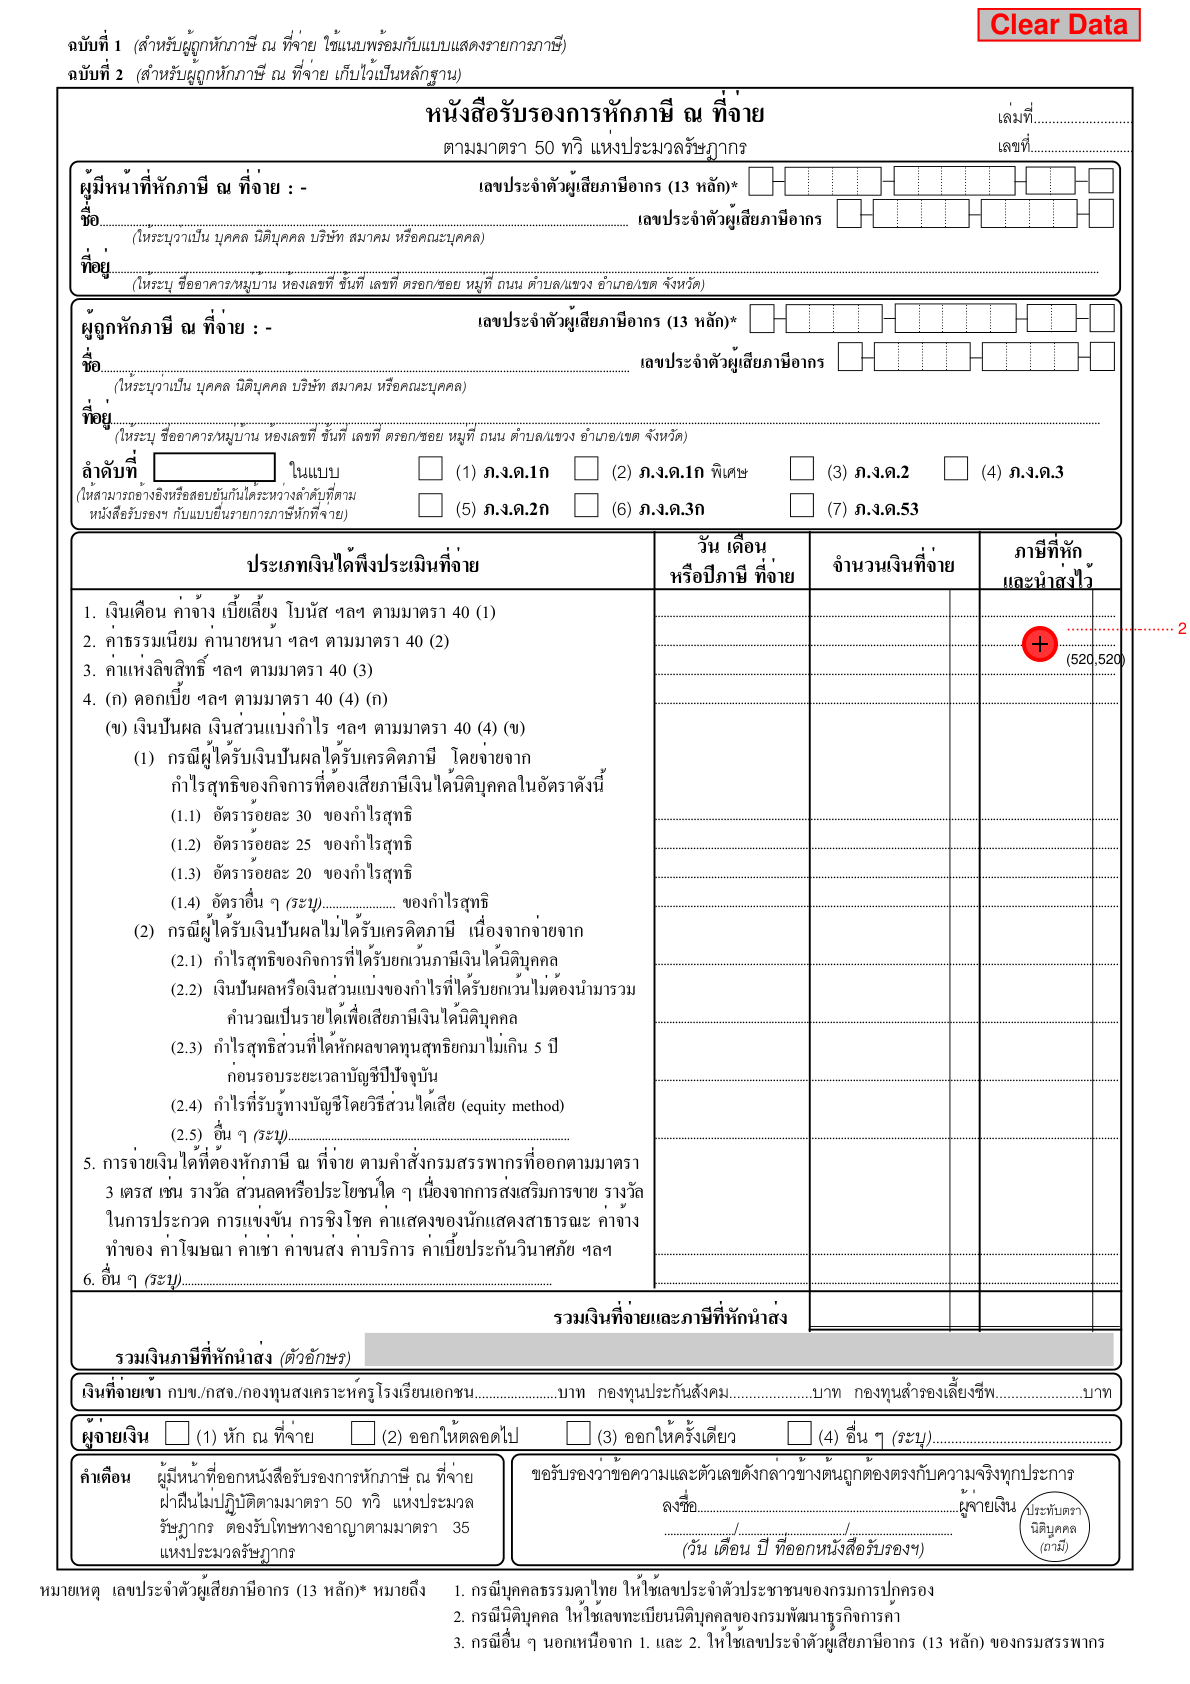 Clear Data
ฉบับที่ 1 (สำหรับผู้ถูกหักภาษี ณ ที่จ่าย ใช้แนบพร้อมกับแบบแสดงรายการภาษี)
ฉบับที่ 2 (สำหรับผู้ถูกหักภาษี ณ ที่จ่าย เก็บไว้เป็นหลักฐาน)
หนังสือรับรองการหักภาษี ณ ที่จ่าย
เล่มที่
ตามมาตรา 50 ทวิ แห่งประมวลรัษฎากร
เลขที่
ผู้มีหน้าที่หักภาษี ณ ที่จ่าย : - เลขประจำตัวผู้เสียภาษีอากร (13 หลัก)*
ชื่อ เลขประจำตัวผู้เสียภาษีอากร
(ให้ระบุว่าเป็น บุคคล นิติบุคคล บริษัท สมาคม หรือคณะบุคคล)
ที่อยู่
(ให้ระบุ ชื่ออาคาร/หมู่บ้าน ห้องเลขที่ ชั้นที่ เลขที่ ตรอก/ซอย หมู่ที่ ถนน ตำบล/แขวง อำเภอ/เขต จังหวัด)
ผู้ถูกหักภาษี ณ ที่จ่าย : - เลขประจำตัวผู้เสียภาษีอากร (13 หลัก)*
ชื่อ เลขประจำตัวผู้เสียภาษีอากร
(ให้ระบุว่าเป็น บุคคล นิติบุคคล บริษัท สมาคม หรือคณะบุคคล)
ที่อยู่
(ให้ระบุ ชื่ออาคาร/หมู่บ้าน ห้องเลขที่ ชั้นที่ เลขที่ ตรอก/ซอย หมู่ที่ ถนน ตำบล/แขวง อำเภอ/เขต จังหวัด)
ลำดับที่ ในแบบ (1) ภ.ง.ด.1ก (2) ภ.ง.ด.1ก พิเศษ (3) ภ.ง.ด.2 (4) ภ.ง.ด.3
(ให้สามารถอ้างอิงหรือสอบยันกันได้ระหว่างลำดับที่ตาม
หนังสือรับรองฯ กับแบบยื่นรายการภาษีหักที่จ่าย) (5) ภ.ง.ด.2ก (6) ภ.ง.ด.3ก (7) ภ.ง.ด.53
ประเภทเงินได้พึงประเมินที่จ่าย
วัน เดือน
หรือปีภาษี ที่จ่าย
จำนวนเงินที่จ่าย
ภาษีที่หัก
และนำส่งไว้
1. เงินเดือน ค่าจ้าง เบี้ยเลี้ยง โบนัส ฯลฯ ตามมาตรา 40 (1)
2
2. ค่าธรรมเนียม ค่านายหน้า ฯลฯ ตามมาตรา 40 (2)
(520,520)
3. ค่าแห่งลิขสิทธิ์ ฯลฯ ตามมาตรา 40 (3)
4. (ก) ดอกเบี้ย ฯลฯ ตามมาตรา 40 (4) (ก)
(ข) เงินปันผล เงินส่วนแบ่งกำไร ฯลฯ ตามมาตรา 40 (4) (ข)
(1) กรณีผู้ได้รับเงินปันผลได้รับเครดิตภาษี โดยจ่ายจาก
กำไรสุทธิของกิจการที่ต้องเสียภาษีเงินได้นิติบุคคลในอัตราดังนี้
(1.1) อัตราร้อยละ 30 ของกำไรสุทธิ
(1.2) อัตราร้อยละ 25 ของกำไรสุทธิ
(1.3) อัตราร้อยละ 20 ของกำไรสุทธิ
(1.4) อัตราอื่น ๆ (ระบุ)...................... ของกำไรสุทธิ
(2) กรณีผู้ได้รับเงินปันผลไม่ได้รับเครดิตภาษี เนื่องจากจ่ายจาก
(2.1) กำไรสุทธิของกิจการที่ได้รับยกเว้นภาษีเงินได้นิติบุคคล
(2.2) เงินปันผลหรือเงินส่วนแบ่งของกำไรที่ได้รับยกเว้นไม่ต้องนำมารวม
คำนวณเป็นรายได้เพื่อเสียภาษีเงินได้นิติบุคคล
(2.3) กำไรสุทธิส่วนที่ได้หักผลขาดทุนสุทธิยกมาไม่เกิน 5 ปี
ก่อนรอบระยะเวลาบัญชีปีปัจจุบัน
(2.4) กำไรที่รับรู้ทางบัญชีโดยวิธีส่วนได้เสีย (equity method)
(2.5) อื่น ๆ (ระบุ)
5. การจ่ายเงินได้ที่ต้องหักภาษี ณ ที่จ่าย ตามคำสั่งกรมสรรพากรที่ออกตามมาตรา
3 เตรส เช่น รางวัล ส่วนลดหรือประโยชน์ใด ๆ เนื่องจากการส่งเสริมการขาย รางวัล
ในการประกวด การแข่งขัน การชิงโชค ค่าแสดงของนักแสดงสาธารณะ ค่าจ้าง
ทำของ ค่าโฆษณา ค่าเช่า ค่าขนส่ง ค่าบริการ ค่าเบี้ยประกันวินาศภัย ฯลฯ
6. อื่น ๆ (ระบุ)
รวมเงินที่จ่ายและภาษีที่หักนำส่ง
รวมเงินภาษีที่หักนำส่ง (ตัวอักษร)
เงินที่จ่ายเข้า กบข./กสจ./กองทุนสงเคราะห์ครูโรงเรียนเอกชน......................บาท กองทุนประกันสังคม......................บาท กองทุนสำรองเลี้ยงชีพ......................บาท
ผู้จ่ายเงิน (1) หัก ณ ที่จ่าย (2) ออกให้ตลอดไป (3) ออกให้ครั้งเดียว (4) อื่น ๆ (ระบุ)
คำเตือน ผู้มีหน้าที่ออกหนังสือรับรองการหักภาษี ณ ที่จ่าย
ฝ่าฝืนไม่ปฏิบัติตามมาตรา 50 ทวิ แห่งประมวล
รัษฎากร ต้องรับโทษทางอาญาตามมาตรา 35
แห่งประมวลรัษฎากร
ขอรับรองว่าข้อความและตัวเลขดังกล่าวข้างต้นถูกต้องตรงกับความจริงทุกประการ
ลงชื่อ......................ผู้จ่ายเงิน
....................../....................../......................
(วัน เดือน ปี ที่ออกหนังสือรับรองฯ)
ประทับตรา
นิติบุคคล
(ถ้ามี)
หมายเหตุ เลขประจำตัวผู้เสียภาษีอากร (13 หลัก)* หมายถึง 1. กรณีบุคคลธรรมดาไทย ให้ใช้เลขประจำตัวประชาชนของกรมการปกครอง
2. กรณีนิติบุคคล ให้ใช้เลขทะเบียนนิติบุคคลของกรมพัฒนาธุรกิจการค้า
3. กรณีอื่น ๆ นอกเหนือจาก 1. และ 2. ให้ใช้เลขประจำตัวผู้เสียภาษีอากร (13 หลัก) ของกรมสรรพากร